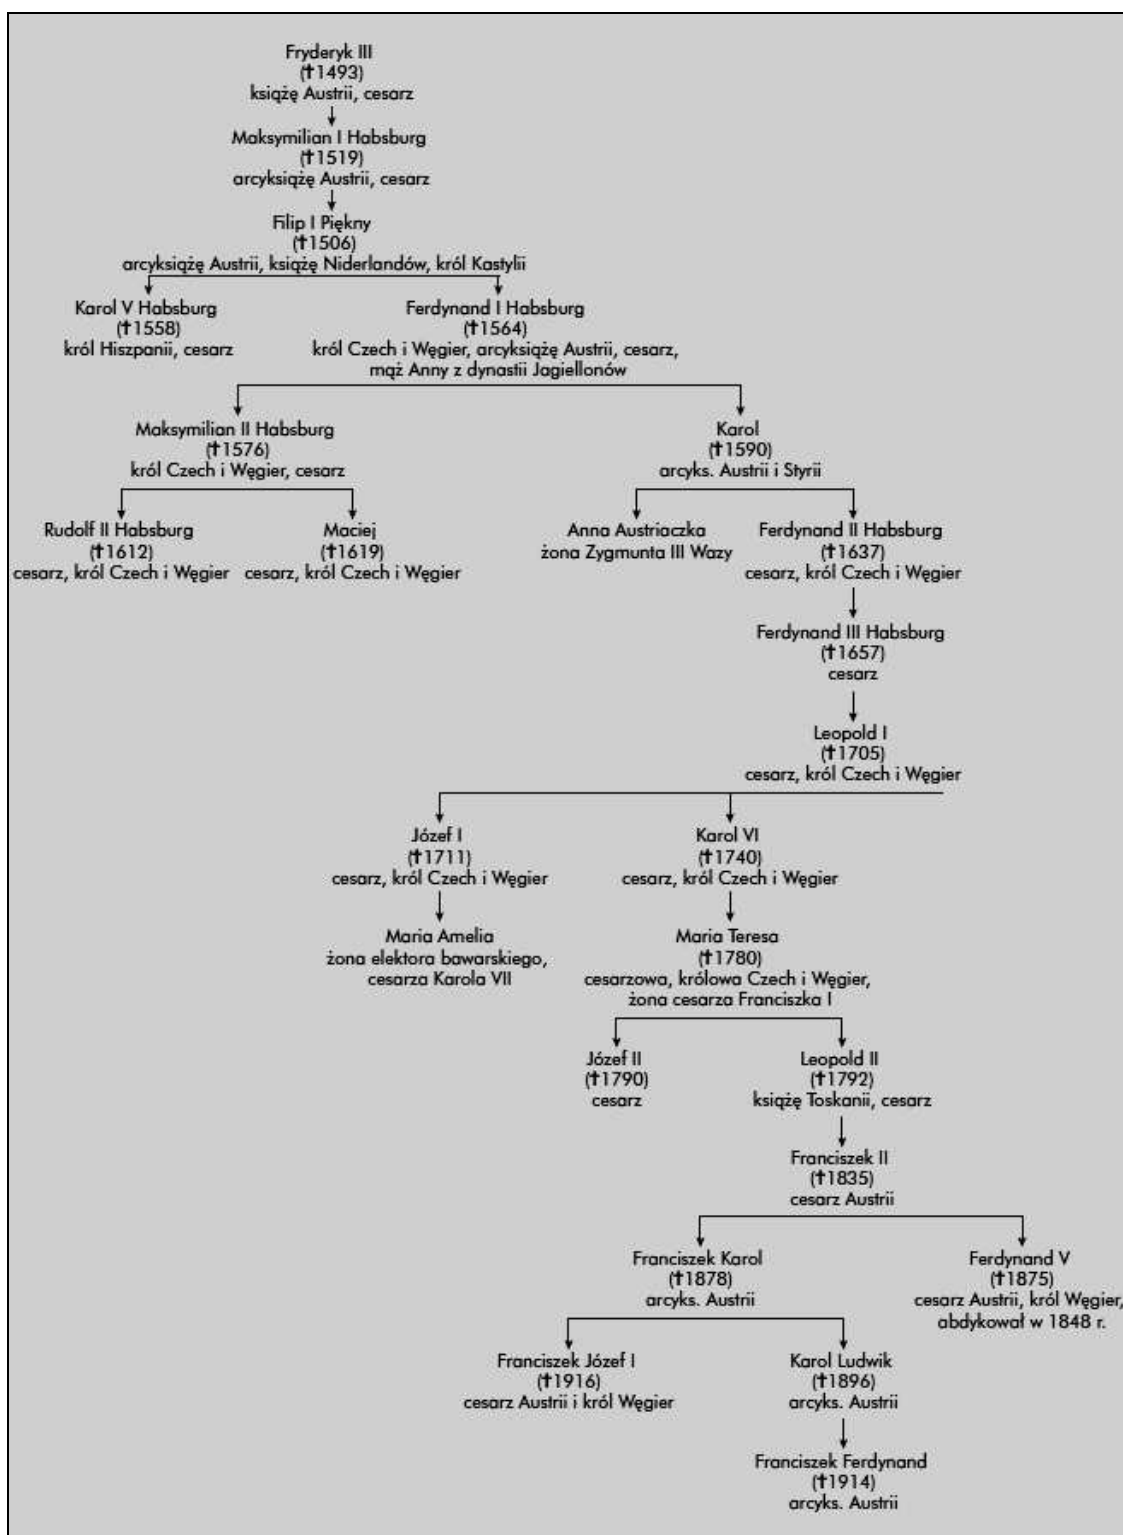 Fryderyk III
(✝1493)
książę Austrii, cesarz
Maksymilian I Habsburg
(✝1519)
arcyksiążę Austrii, cesarz
Filip I Piękny
(✝1506)
arcyksiążę Austrii, książę Niderlandów, król Kastylii
Karol V Habsburg
(✝1558)
król Hiszpanii, cesarz
Ferdynand I Habsburg
(✝1564)
król Czech i Węgier, arcyksiążę Austrii, cesarz,
mąż Anny z dynastii Jagiellonów
Maksymilian II Habsburg
(✝1576)
król Czech i Węgier, cesarz
Karol
(✝1590)
arcyks. Austrii i Styrii
Rudolf II Habsburg
(✝1612)
cesarz, król Czech i Węgier
Maciej
(✝1619)
cesarz, król Czech i Węgier
Anna Austriaczka
żona Zygmunta III Wazy
Ferdynand II Habsburg
(✝1637)
cesarz, król Czech i Węgier
Ferdynand III Habsburg
(✝1657)
cesarz
Leopold I
(✝1705)
cesarz, król Czech i Węgier
Józef I
(✝1711)
cesarz, król Czech i Węgier
Karol VI
(✝1740)
cesarz, król Czech i Węgier
Maria Amelia
żona elektora bawarskiego,
cesarza Karola VII
Maria Teresa
(✝1780)
cesarzowa, królowa Czech i Węgier,
żona cesarza Franciszka I
Józef II
(✝1790)
cesarz
Leopold II
(✝1792)
książę Toskanii, cesarz
Franciszek II
(✝1835)
cesarz Austrii
Franciszek Karol
(✝1878)
arcyks. Austrii
Ferdynand V
(✝1875)
cesarz Austrii, król Węgier,
abdykował w 1848 r.
Franciszek Józef I
(✝1916)
cesarz Austrii i król Węgier
Karol Ludwik
(✝1896)
arcyks. Austrii
Franciszek Ferdynand
(✝1914)
arcyks. Austrii